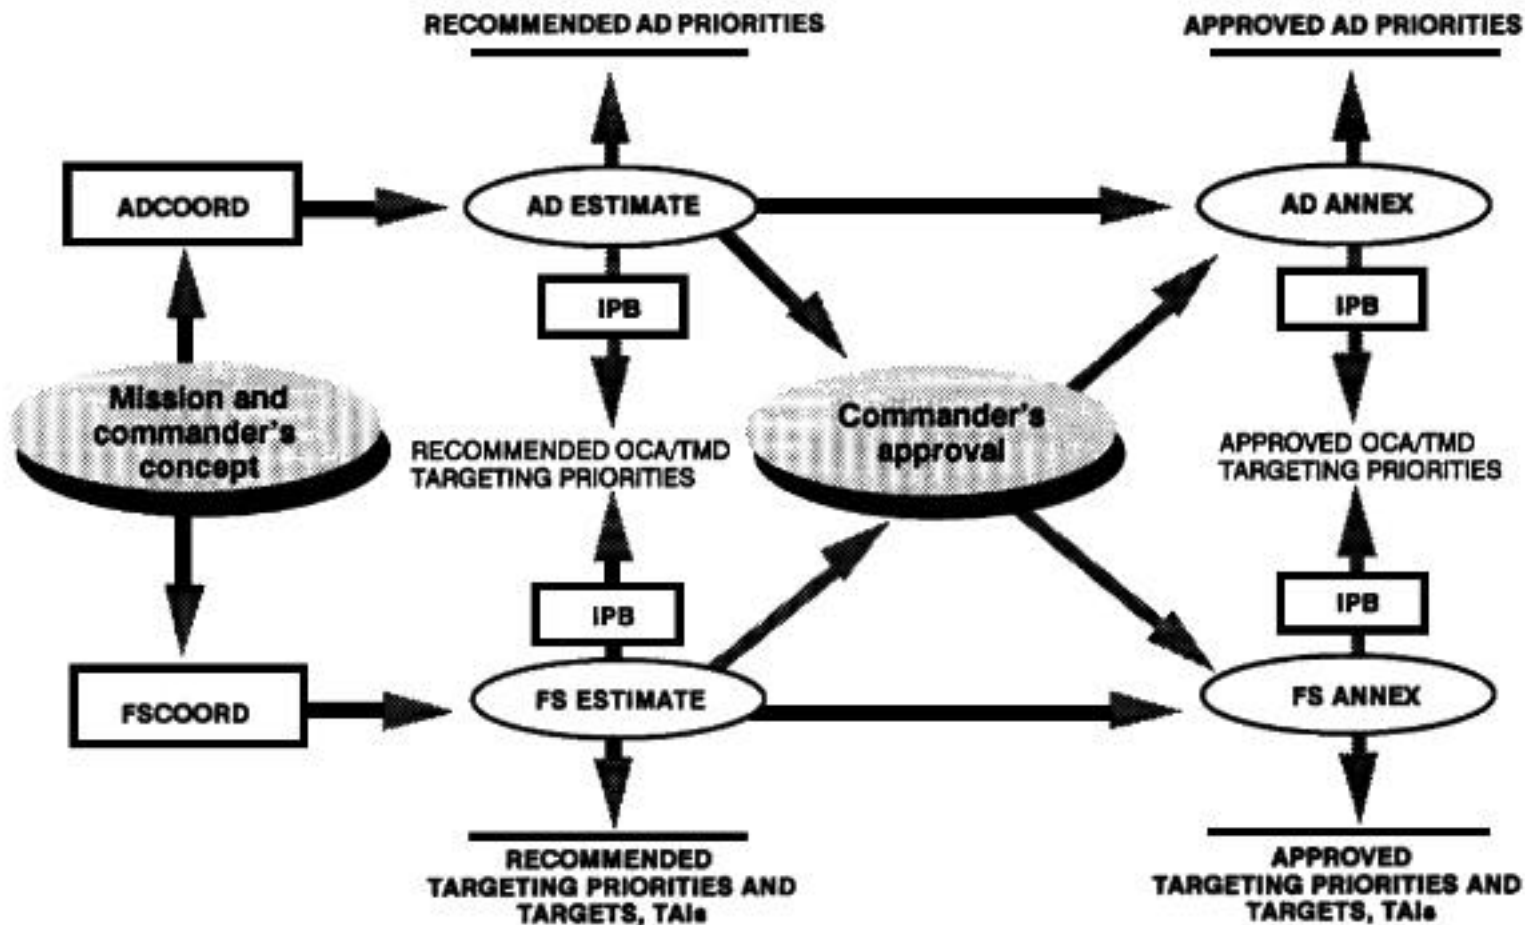 RECOMMENDED AD PRIORITIES
APPROVED AD PRIORITIES
ADCOORD
AD ESTIMATE
AD ANNEX
IPB
IPB
Mission and
commander's
concept
RECOMMENDED OCA/TMD
TARGETING PRIORITIES
Commander's
approval
APPROVED OCA/TMD
TARGETING PRIORITIES
IPB
IPB
FSCOORD
FS ESTIMATE
FS ANNEX
RECOMMENDED
TARGETING PRIORITIES AND
TARGETS, TAIs
APPROVED
TARGETING PRIORITIES AND
TARGETS, TAIs